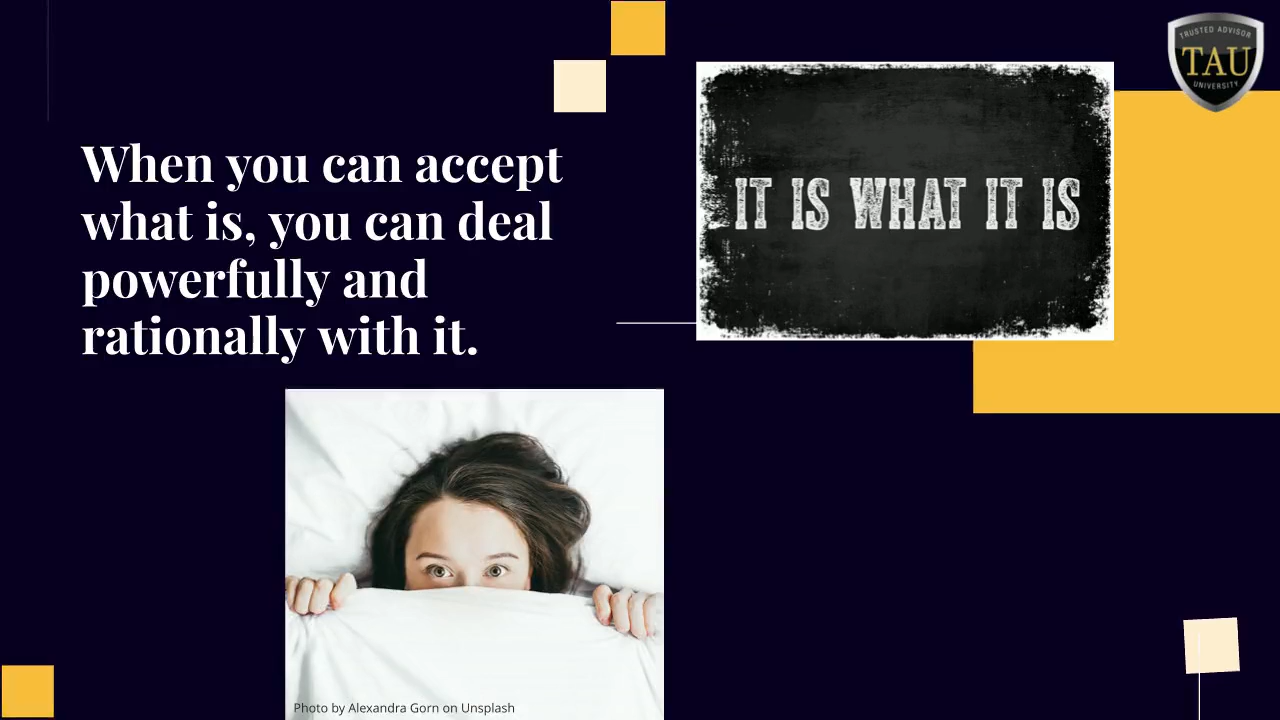 TRUSTED ADVISOR
TAU
UNIVERSITY
When you can accept
what is, you can deal
powerfully and
rationally with it.
IT IS WHAT IT IS
Photo by Alexandra Gorn on Unsplash